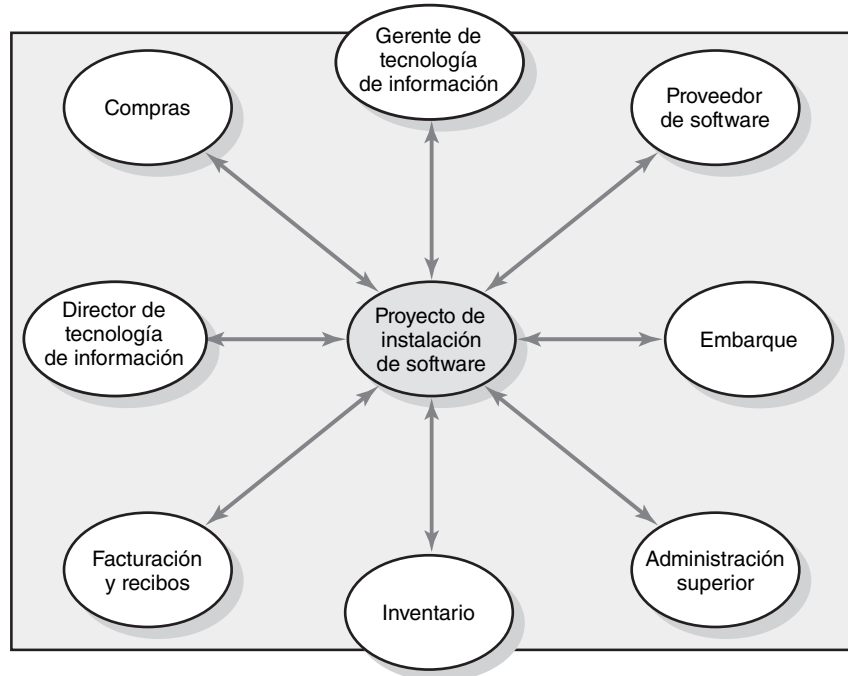 Gerente de
tecnología
de información
Compras
Proveedor
de software
Director de
tecnología
de información
Proyecto de
instalación
de software
Embarque
Facturación
y recibos
Inventario
Administración
superior